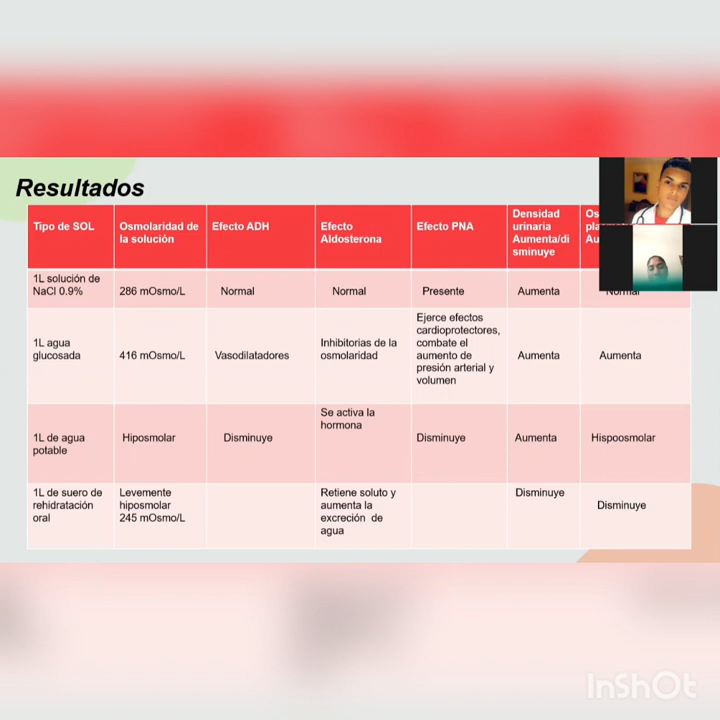 Resultados
Tipo de SOL
Osmolaridad de
la solución
Efecto ADH
Efecto
Aldosterona
Efecto PNA
Densidad
urinaria
Aumenta/di
sminuye
Os
pla
Au
1L solución de
NaCl 0.9%
286 mOsmo/L
Normal
Normal
Presente
Aumenta
Normal
1L agua
glucosada
416 mOsmo/L
Vasodilatadores
Inhibitorias de la
osmolaridad
Ejerce efectos
cardioprotectores,
combate el
aumento de
presión arterial y
volumen
Aumenta
Aumenta
1L de agua
potable
Hiposmolar
Disminuye
Se activa la
hormona
Disminuye
Aumenta
Hispoosmolar
1L de suero de
rehidratación
oral
Levemente
hiposmolar
245 mOsmo/L
Retiene soluto y
aumenta la
excreción de
agua
Disminuye
Disminuye
InShOt